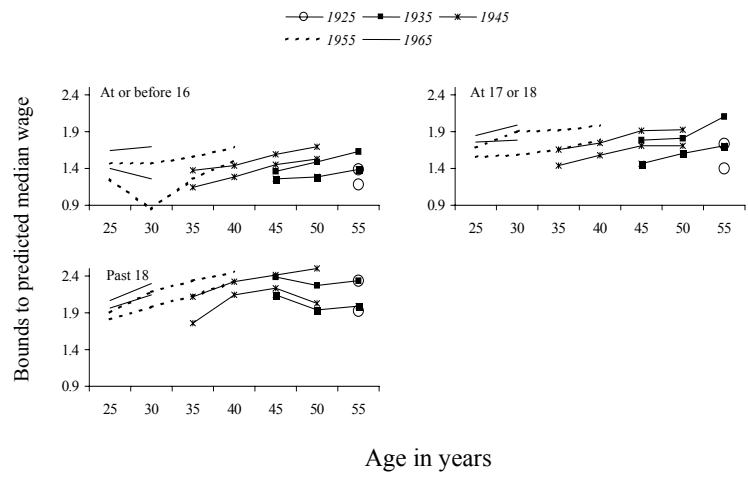 1925 1935 1945
1955 1965
Bounds to predicted median wage
At or before 16
2.4
1.9
1.4
0.9
25 30 35 40 45 50 55
At 17 or 18
2.4
1.9
1.4
0.9
25 30 35 40 45 50 55
Past 18
2.4
1.9
1.4
0.9
25 30 35 40 45 50 55
Age in years